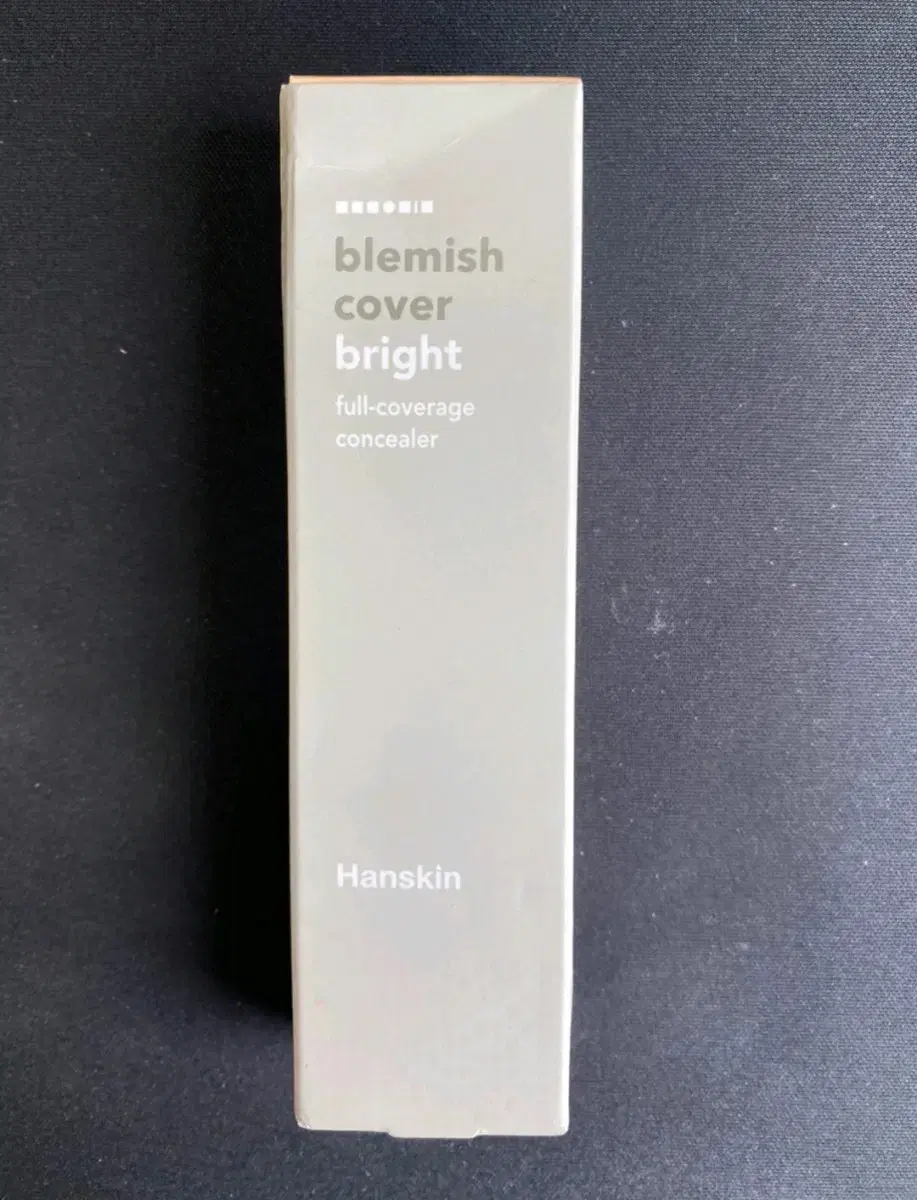 blemish
cover
bright
full-coverage
concealer
Hanskin